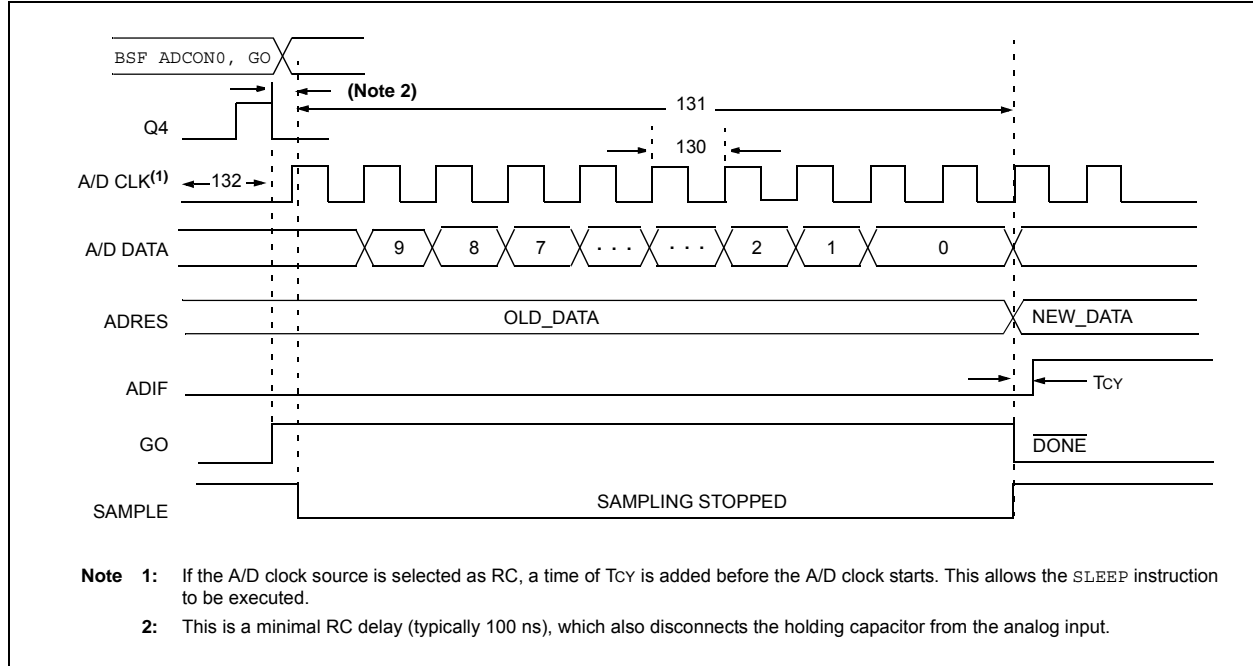 BSF ADCON0, GO
(Note 2)
131
Q4
130
A/D CLK(1)
132
A/D DATA
9 8 7 . . . . . . 2 1 0
ADRES
OLD_DATA
NEW_DATA
ADIF
TCY
GO
DONE
SAMPLE
SAMPLING STOPPED
Note 1: If the A/D clock source is selected as RC, a time of TCY is added before the A/D clock starts. This allows the SLEEP instruction
to be executed.
2: This is a minimal RC delay (typically 100 ns), which also disconnects the holding capacitor from the analog input.